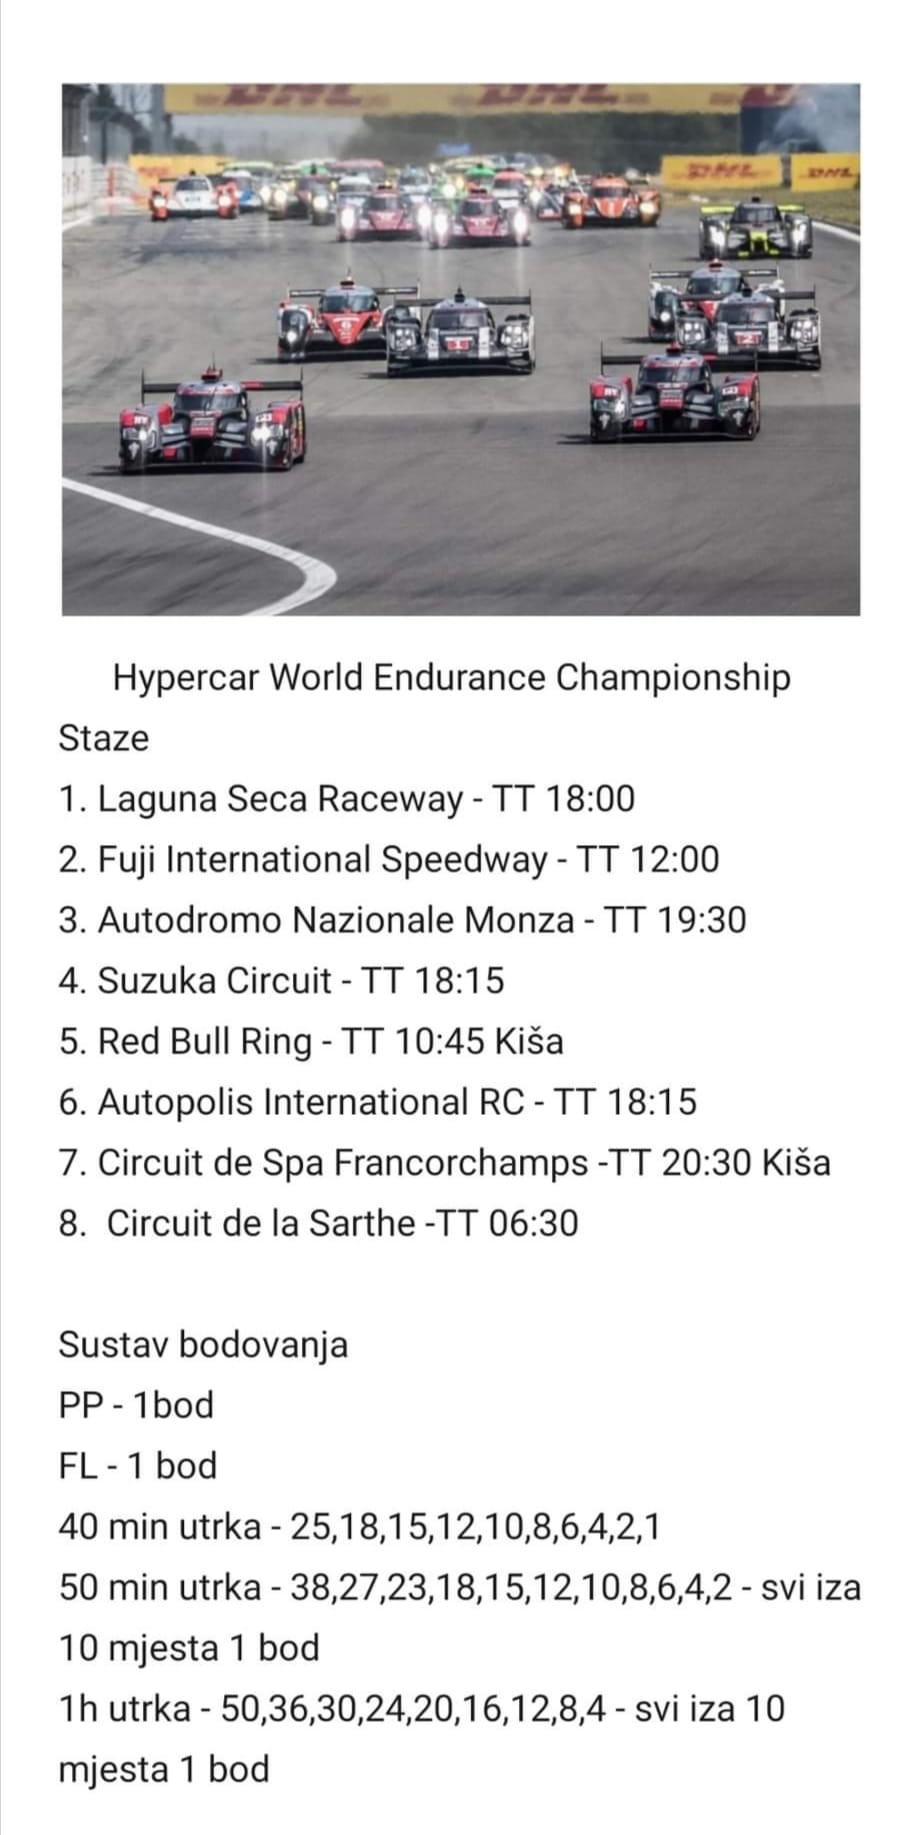 DHL DHL
DHL DHL
1
2
Hypercar World Endurance Championship
Staze
1. Laguna Seca Raceway - TT 18:00
2. Fuji International Speedway - TT 12:00
3. Autodromo Nazionale Monza - TT 19:30
4. Suzuka Circuit - TT 18:15
5. Red Bull Ring - TT 10:45 Kiša
6. Autopolis International RC - TT 18:15
7. Circuit de Spa Francorchamps -TT 20:30 Kiša
8.  Circuit de la Sarthe -TT 06:30
Sustav bodovanja
PP - 1bod
FL - 1 bod
40 min utrka - 25,18,15,12,10,8,6,4,2,1
50 min utrka - 38,27,23,18,15,12,10,8,6,4,2 - svi iza
10 mjesta 1 bod
1h utrka - 50,36,30,24,20,16,12,8,4 - svi iza 10
mjesta 1 bod